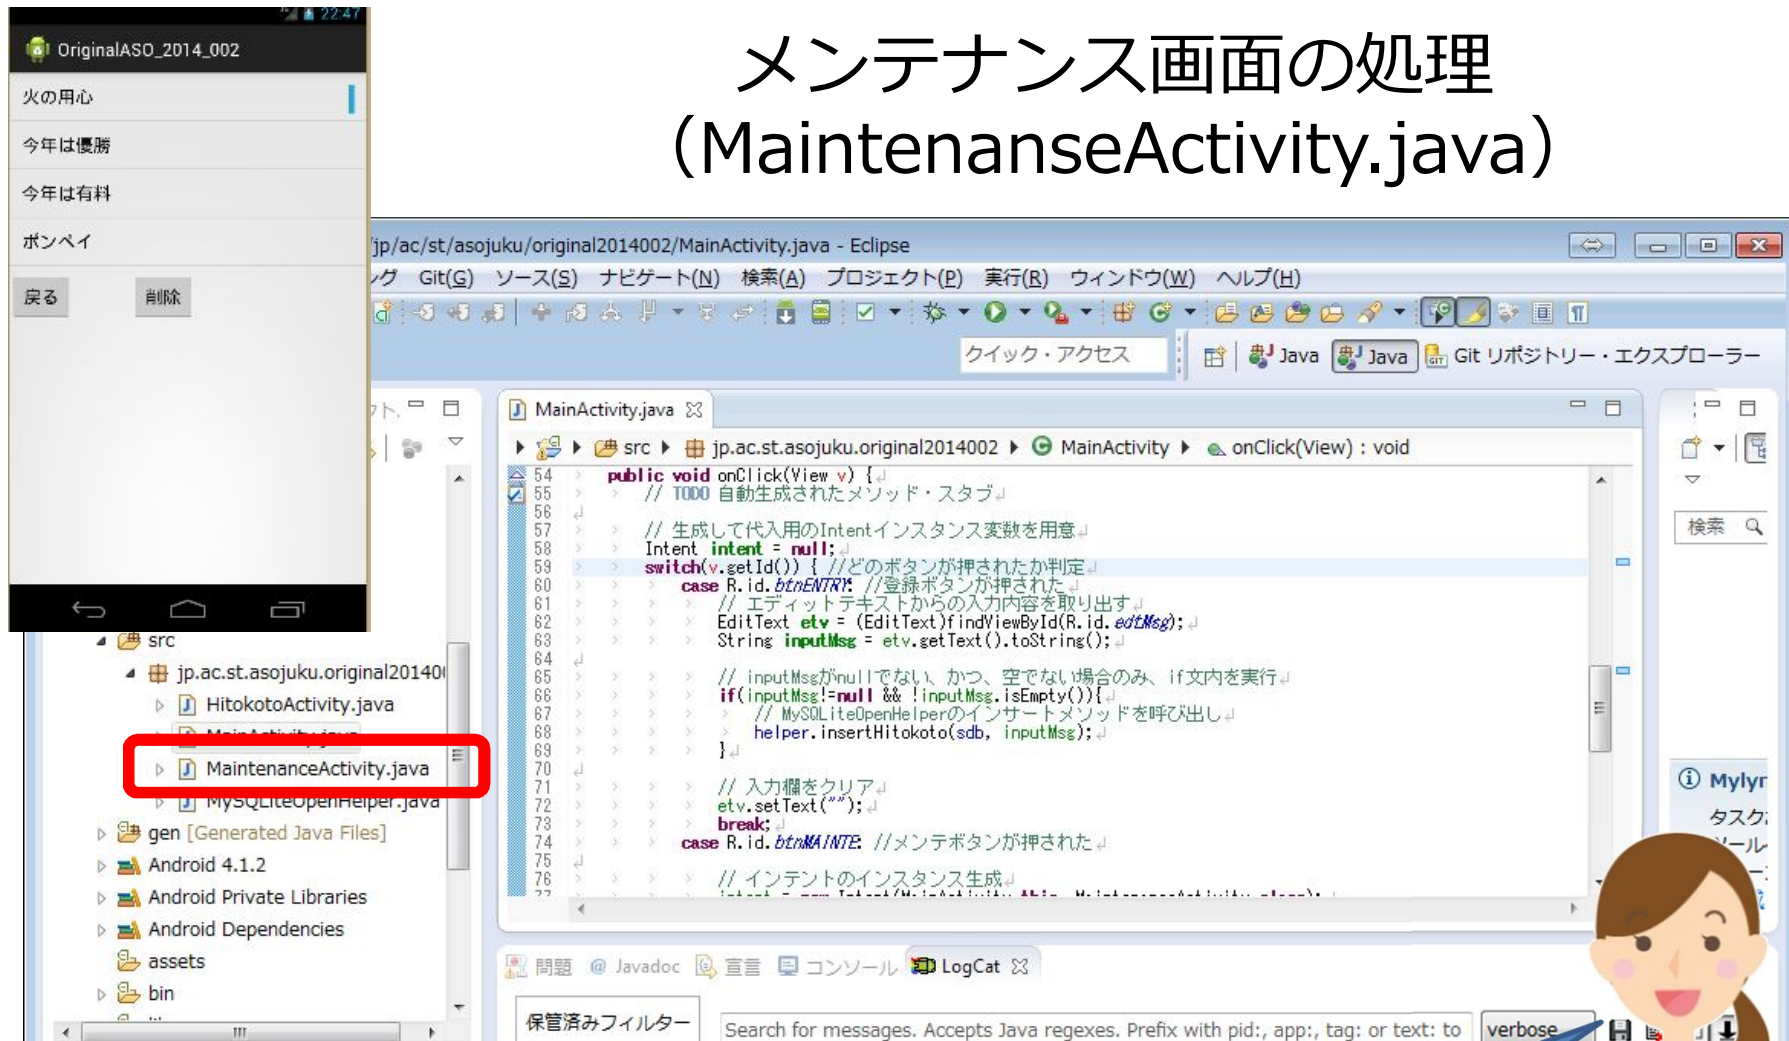 メンテナンス画面の処理
（MaintenanseActivity.java）
22:47
OriginalASO_2014_002
火の用心
今年は優勝
今年は有料
ポンペイ
戻る 削除
/jp/ac/st/asojuku/original2014002/MainActivity.java - Eclipse
Git(G) ソース(S) ナビゲート(N) 検索(A) プロジェクト(P) 実行(R) ウィンドウ(W) ヘルプ(H)
クイック・アクセス Java Java Git リポジトリー・エクスプローラー
MainActivity.java
src jp.ac.st.asojuku.original2014002 MainActivity onClick(View) : void
54 public void onClick(View v) {
55 // TODO 自動生成されたメソッド・スタブ
56
57 // 生成して代入用のIntentインスタンス変数を用意
58 Intent intent = null;
59 switch(v.getId()) { //どのボタンが押されたか判定
60 case R.id.btnENTRY: //登録ボタンが押された
61 // エディットテキストからの入力内容を取り出す
62 EditText etv = (EditText)findViewById(R.id.edtMsg);
63 String inputMsg = etv.getText().toString();
64
65 // inputMsgがnullでない、かつ、空でない場合のみ、if文内を実行
66 if(inputMsg!=null && !inputMsg.isEmpty()){
67 // MySQLiteOpenHelperのインサートメソッドを呼び出し
68 helper.insertHitokoto(sdb, inputMsg);
69 }
70
71 // 入力欄をクリア
72 etv.setText("");
73 break;
74 case R.id.btnMAINTE: //メンテボタンが押された
75
76 // インテントのインスタンス生成
77 intent = new Intent(MainActivity.this, MaintenanceActivity.class);
検索
Mylyn
src
jp.ac.st.asojuku.original20140
HitokotoActivity.java
MainActivity.java
MaintenanceActivity.java
MySQLiteOpenHelper.java
gen [Generated Java Files]
Android 4.1.2
Android Private Libraries
Android Dependencies
assets
bin
問題 @ Javadoc 宣言 コンソール LogCat
保管済みフィルター
Search for messages. Accepts Java regexes. Prefix with pid:, app:, tag: or text: to
verbose